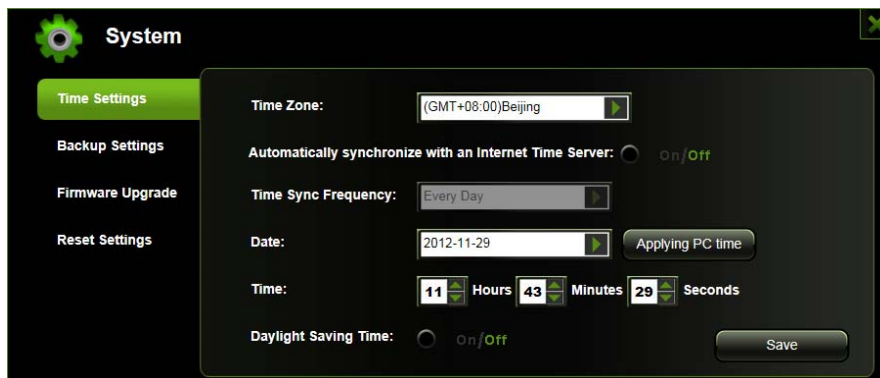 System
Time Settings
Backup Settings
Firmware Upgrade
Reset Settings
Time Zone: (GMT+08:00)Beijing
Automatically synchronize with an Internet Time Server: On/Off
Time Sync Frequency: Every Day
Date: 2012-11-29 Applying PC time
Time: 11 Hours 43 Minutes 29 Seconds
Daylight Saving Time: On/Off
Save